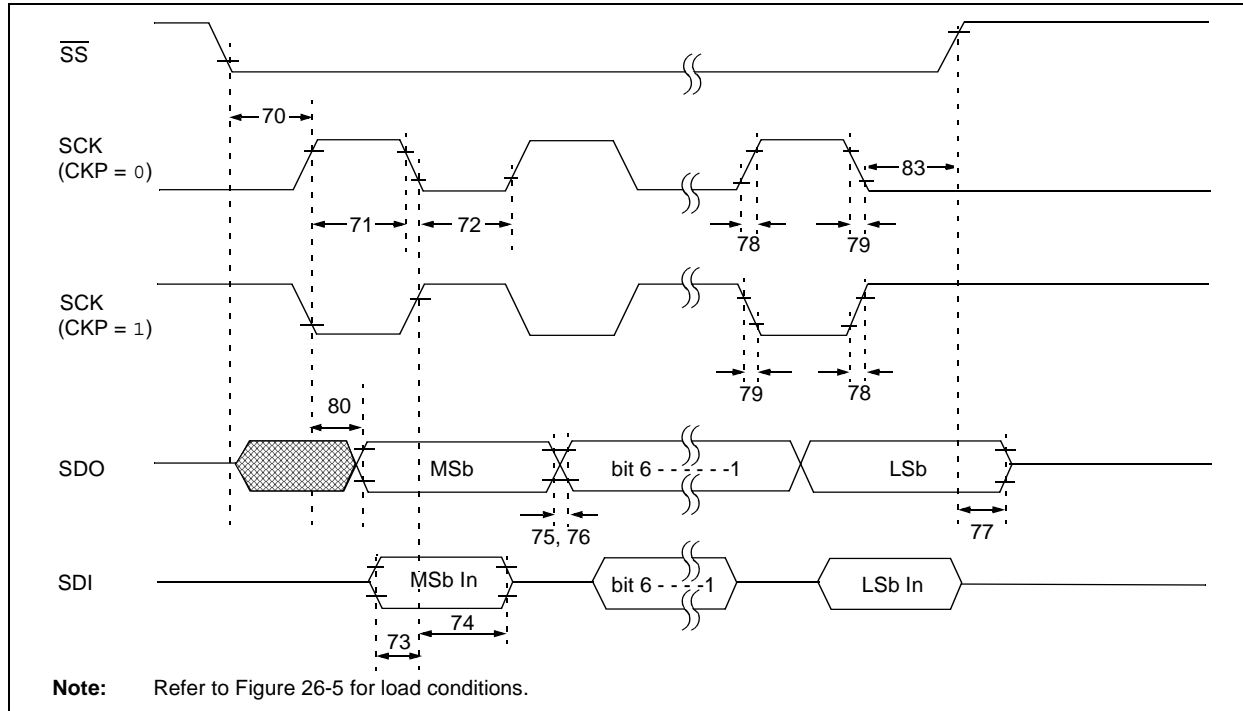 SS
70
SCK
(CKP = 0)
83
71
72
78
79
SCK
(CKP = 1)
79
78
80
SDO
MSb
bit 6 - - - - - -1
LSb
75, 76
77
SDI
MSb In
bit 6 - - - -1
LSb In
74
73
Note: Refer to Figure 26-5 for load conditions.